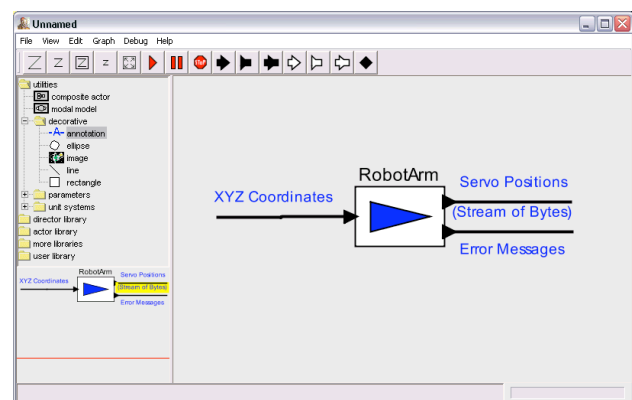 Unnamed
File View Edit Graph Debug Help
STOP
utilities
composite actor
modal model
decorative
annotation
ellipse
image
line
rectangle
parameters
unit systems
director library
actor library
more libraries
user library
RobotArm
XYZ Coordinates
Servo Positions
(Stream of Bytes)
Error Messages
RobotArm
XYZ Coordinates
Servo Positions
(Stream of Bytes)
Error Messages